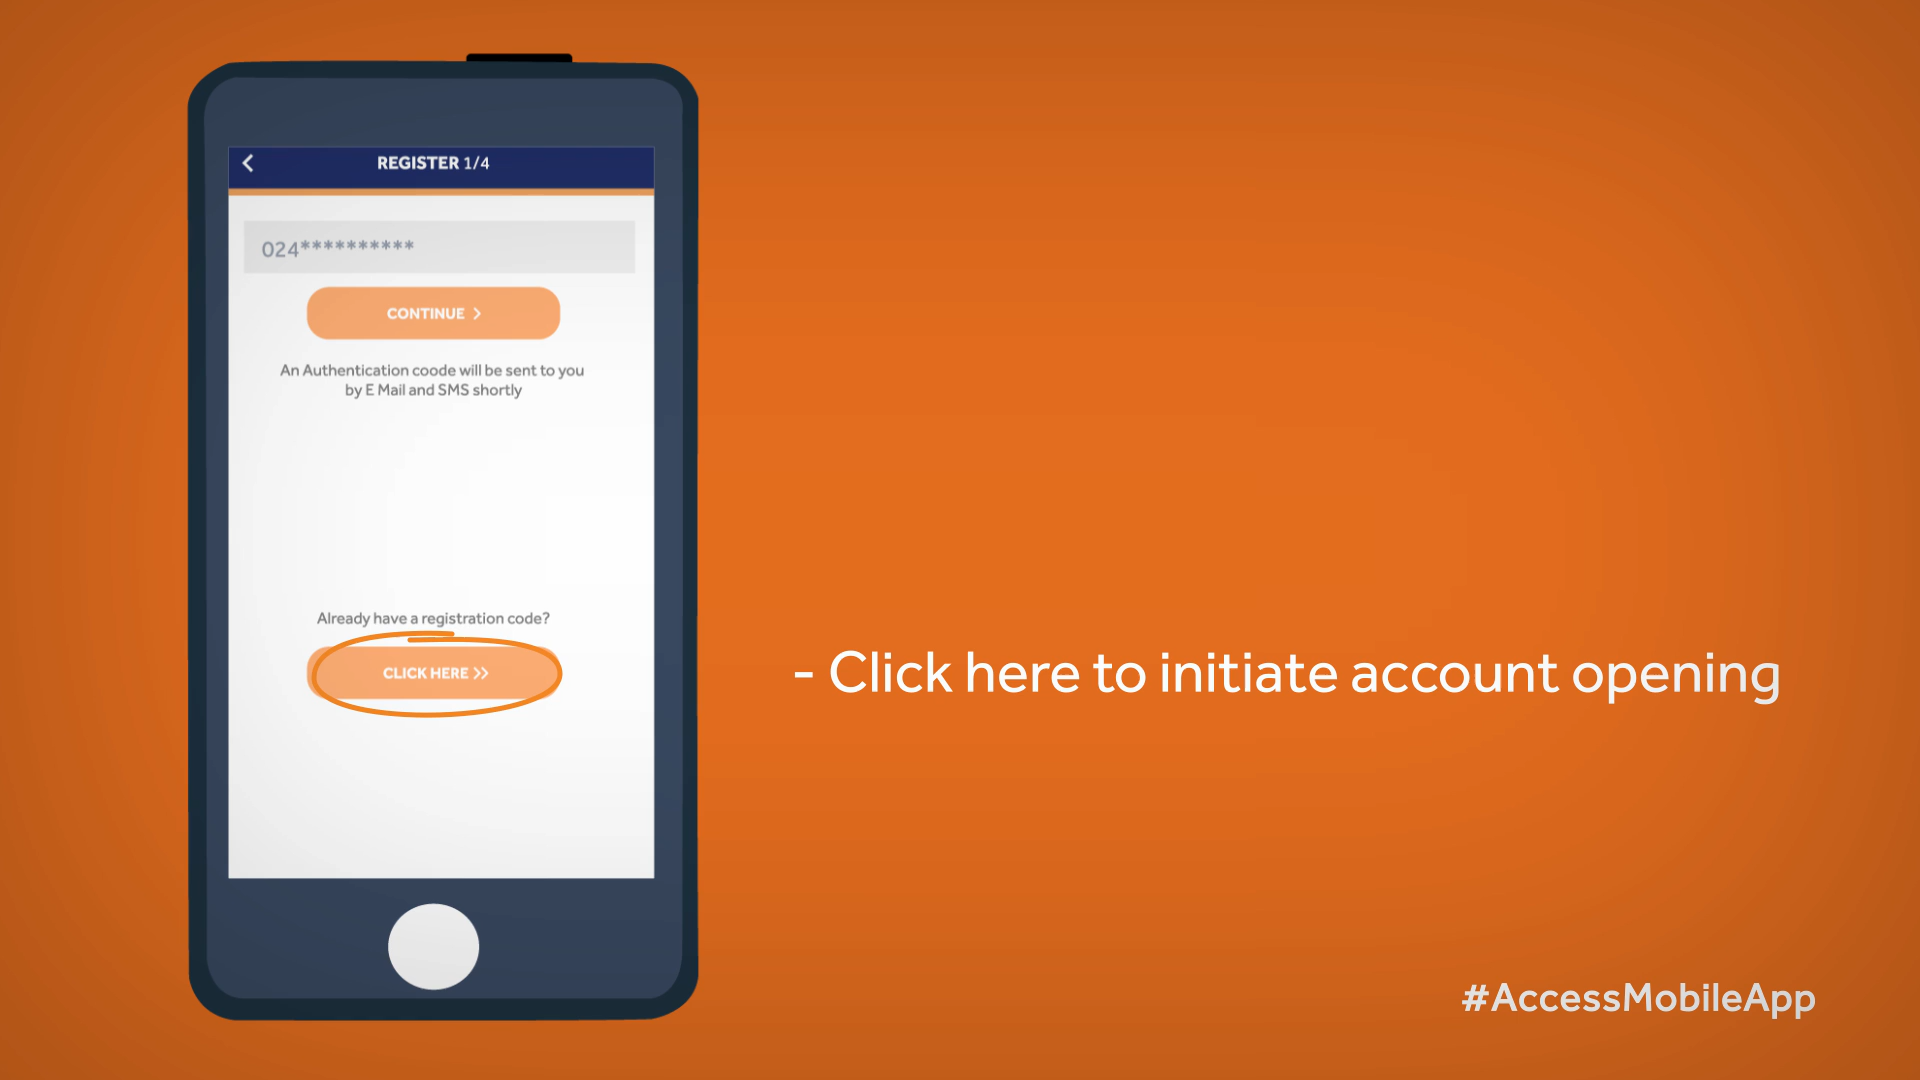 REGISTER 1/4
024**********
CONTINUE >
An Authentication coode will be sent to you
by E Mail and SMS shortly
Already have a registration code?
CLICK HERE >>
- Click here to initiate account opening
#AccessMobileApp